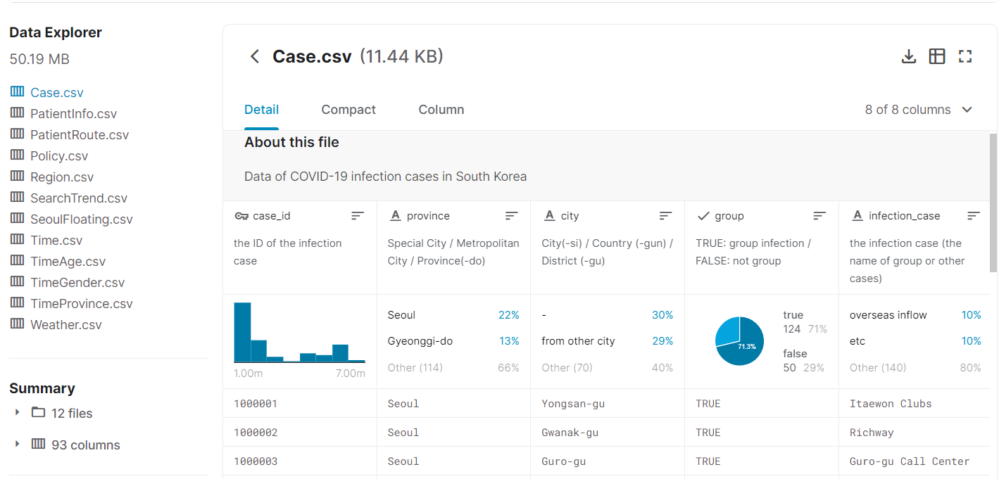 Data Explorer
50.19 MB
Case.csv
PatientInfo.csv
PatientRoute.csv
Policy.csv
Region.csv
SearchTrend.csv
SeoulFloating.csv
Time.csv
TimeAge.csv
TimeGender.csv
TimeProvince.csv
Weather.csv
Summary
12 files
93 columns
Case.csv (11.44 KB)
Detail Compact Column 8 of 8 columns
About this file
Data of COVID-19 infection cases in South Korea
case_id
the ID of the infection
case
1.00m 7.00m
province
Special City / Metropolitan
City / Province(-do)
Seoul 22%
Gyeonggi-do 13%
Other (114) 66%
city
City(-si) / Country (-gun) /
District (-gu)
- 30%
from other city 29%
Other (70) 40%
group
TRUE: group infection /
FALSE: not group
71.3%
true
124 71%
false
50 29%
infection_case
the infection case (the
name of group or other
cases)
overseas inflow 10%
etc 10%
Other (140) 80%
1000001 Seoul Yongsan-gu TRUE Itaewon Clubs
1000002 Seoul Gwanak-gu TRUE Richway
1000003 Seoul Guro-gu TRUE Guro-gu Call Center